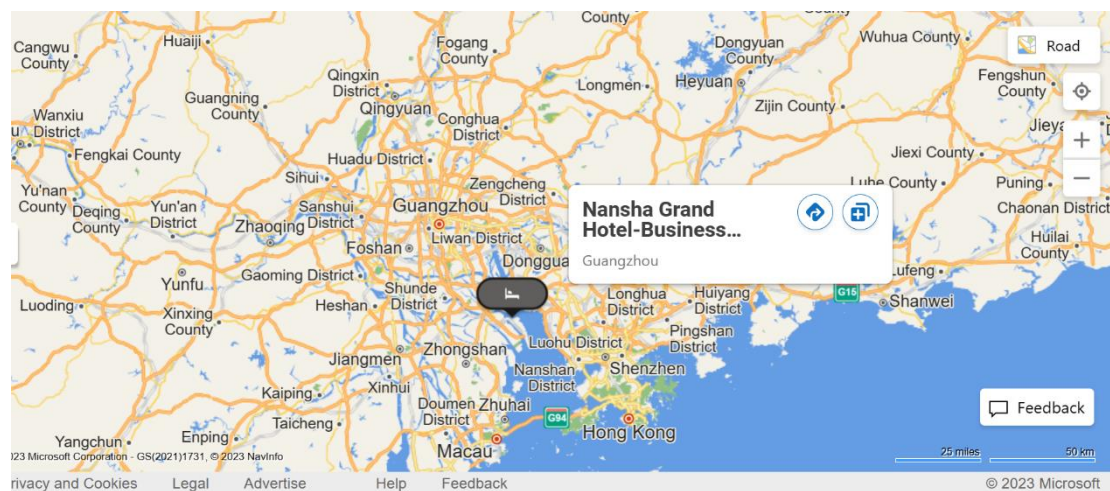 County
County
Cangwu
County
Huaiji
Fogang
County
Dongyuan
County
Wuhua County
Road
Qingxin
District
Longmen
Heyuan
Fengshun
County
Guangning
County
Qingyuan
Conghua
District
Zijin County
Wanxiu
District
u
Jieya
Fengkai County
Huadu District
Jiexi County
Sihui
Zengcheng
District
Luhe County
Puning
Yu'nan
County
Deqing
County
Yun'an
District
Sanshui
District
Zhaoqing
Guangzhou
Nansha Grand
Hotel-Business...
Guangzhou
Chaonan District
Liwan District
Foshan
Donggua
Huilai
County
Yunfu
Gaoming District
Lufeng
Luoding
Xinxing
County
Heshan
Shunde
District
Longhua
District
Huiyang
District
G15
Shanwei
Pingshan
District
Jiangmen
Zhongshan
Luohu District
Nanshan
District
Shenzhen
Xinhui
Kaiping
Taicheng
Doumen
District
Zhuhai
G94
Feedback
Yangchun
Enping
Macau
Hong Kong
023 Microsoft Corporation - GS(2021)1731, © 2023 NavInfo
25 miles
50 km
rivacy and Cookies
Legal
Advertise
Help
Feedback
© 2023 Microsoft